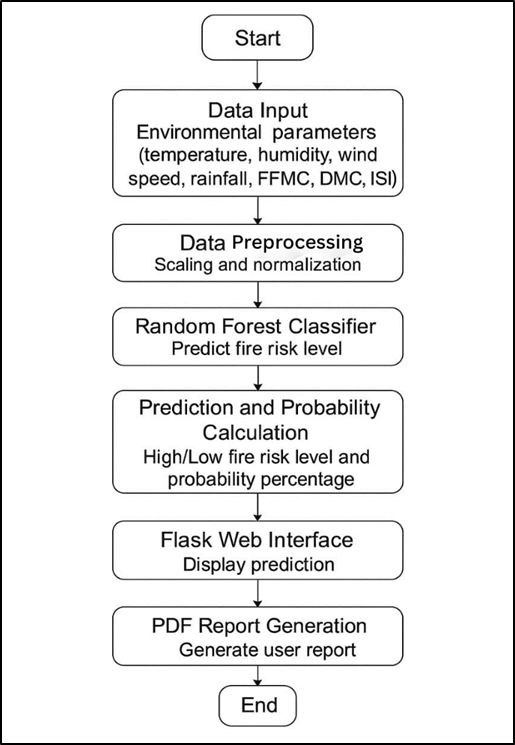 Start
Data Input
Environmental parameters
(temperature, humidity, wind
speed, rainfall, FFMC, DMC, ISI)
Data Preprocessing
Scaling and normalization
Random Forest Classifier
Predict fire risk level
Prediction and Probability
Calculation
High/Low fire risk level and
probability percentage
Flask Web Interface
Display prediction
PDF Report Generation
Generate user report
End